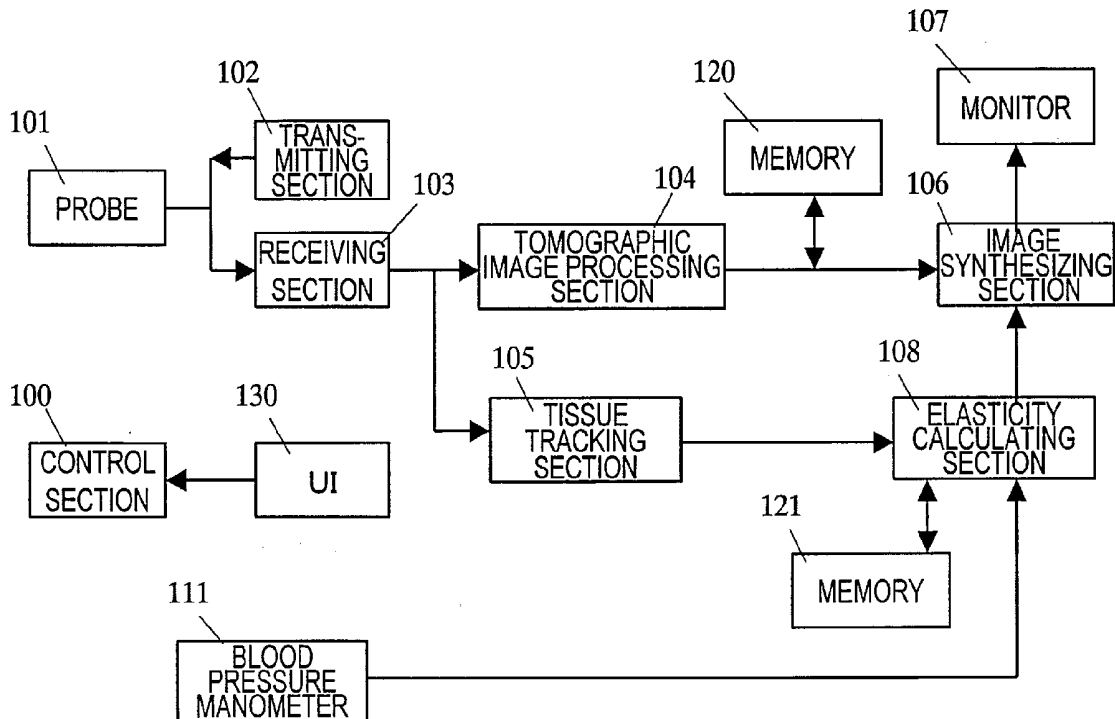 107
102
120
MONITOR
101
TRANS-
MITTING
SECTION
MEMORY
103
104
106
PROBE
RECEIVING
SECTION
TOMOGRAPHIC
IMAGE PROCESSING
SECTION
IMAGE
SYNTHESIZING
SECTION
105
108
100
130
TISSUE
TRACKING
SECTION
ELASTICITY
CALCULATING
SECTION
CONTROL
SECTION
UI
121
MEMORY
111
BLOOD
PRESSURE
MANOMETER